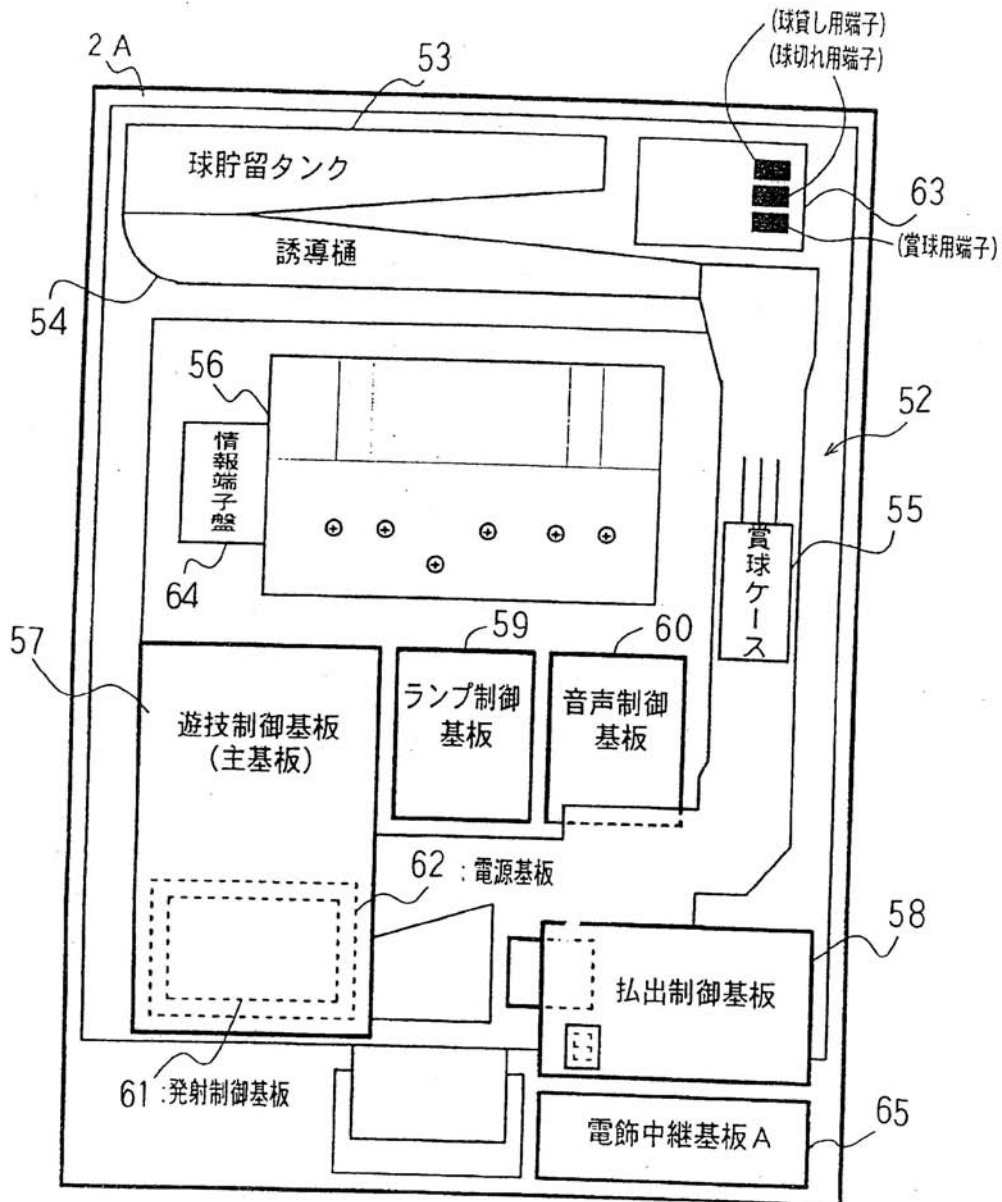 (球貸し用端子)
(球切れ用端子)
2A
53
球貯留タンク
63
(賞球用端子)
誘導樋
54
56
52
情報端子盤
55
賞球ケース
64
59
60
57
ランプ制御
基板
音声制御
基板
遊技制御基板
(主基板)
62 :電源基板
58
払出制御基板
61 :発射制御基板
65
電飾中継基板A